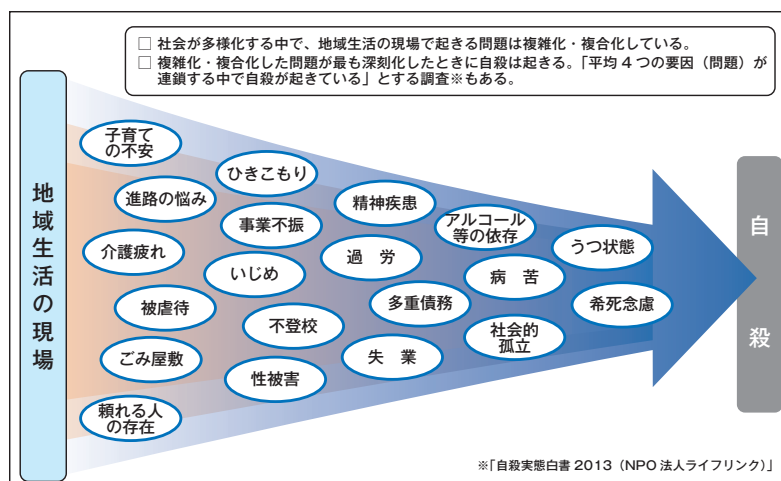 □ 社会が多様化する中で、地域生活の現場で起きる問題は複雑化・複合化している。
□ 複雑化・複合化した問題が最も深刻化したときに自殺は起きる。「平均4つの要因(問題)が
連鎖する中で自殺が起きている」とする調査※もある。
地域生活の現場
子育て
の不安
進路の悩み
介護疲れ
被虐待
ごみ屋敷
頼れる人
の存在
ひきこもり
事業不振
いじめ
不登校
性被害
精神疾患
過 労
多重債務
失 業
アルコール
等の依存
病 苦
社会的
孤立
うつ状態
希死念慮
自 殺
※「自殺実態白書2013(NPO法人ライフリンク)」